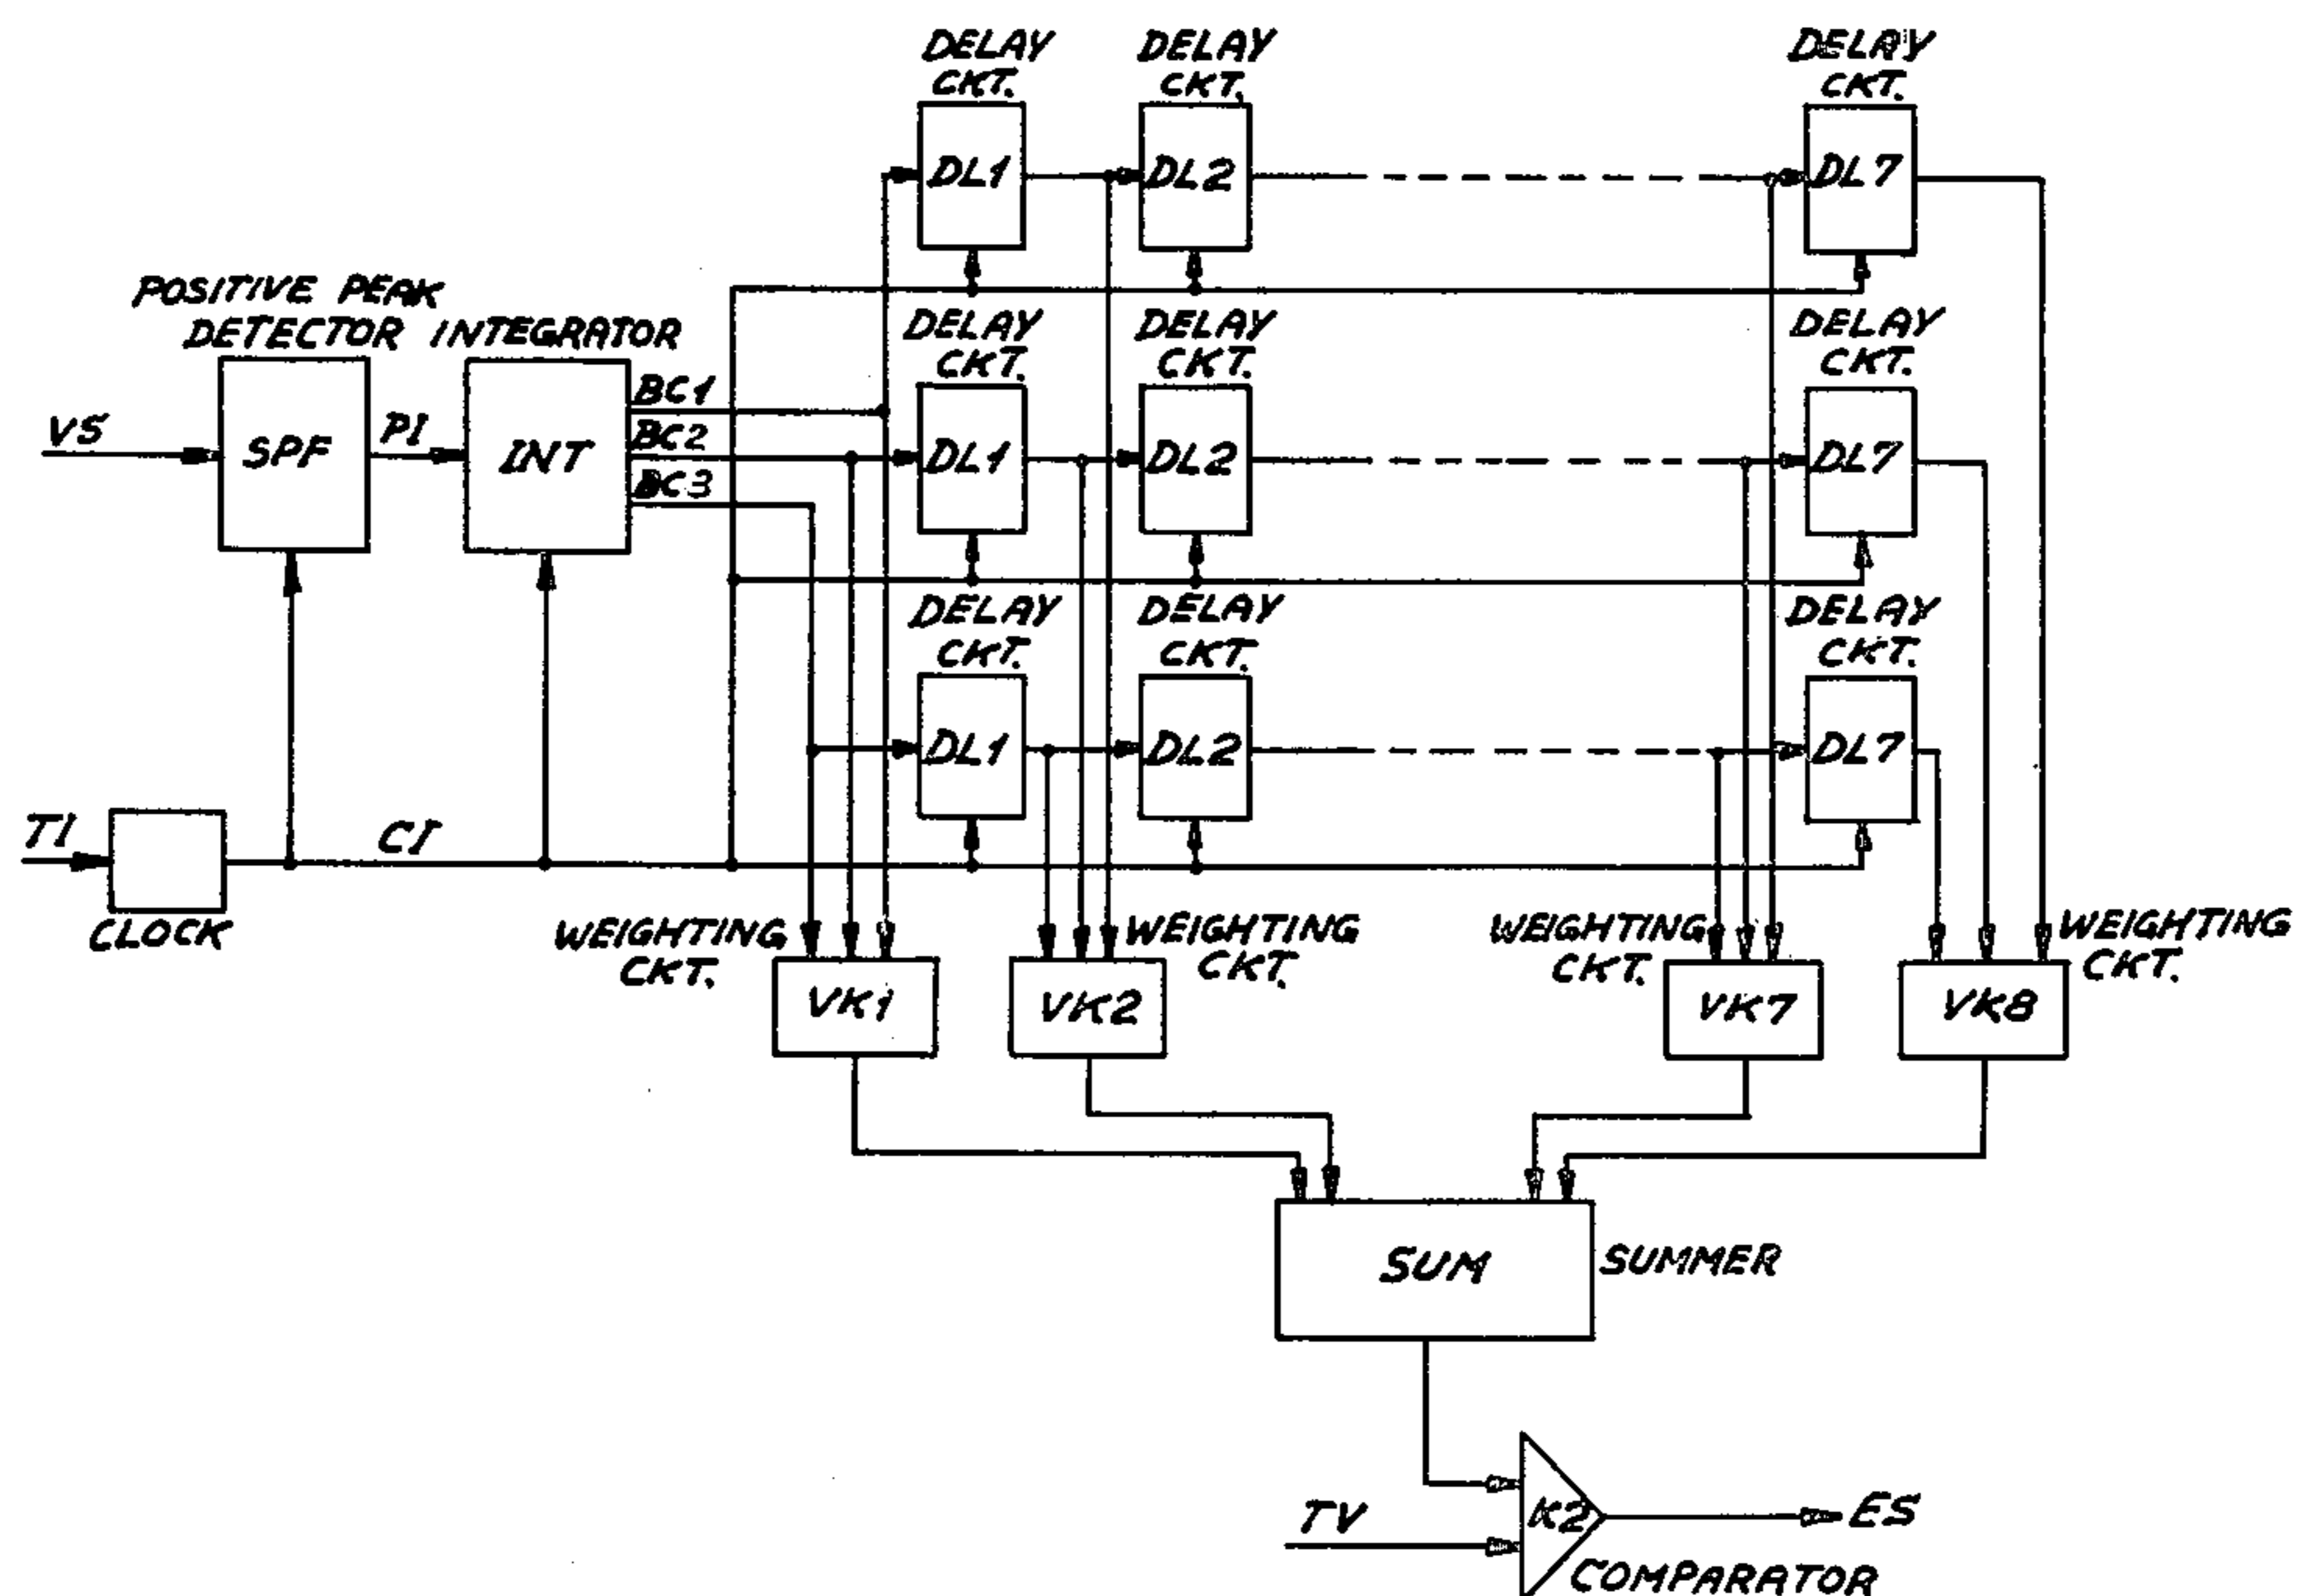 DELAY
CKT.
DELAY
CKT.
DELAY
CKT.
DL1
DL2
DL7
POSITIVE PEAK
DETECTOR
INTEGRATOR
DELAY
CKT.
DELAY
CKT.
DELAY
CKT.
VS
SPF
PI
INT
BC1
BC2
BC3
DL1
DL2
DL7
DELAY
CKT.
DELAY
CKT.
DELAY
CKT.
DL1
DL2
DL7
TI
CI
CLOCK
WEIGHTING
CKT.
WEIGHTING
CKT.
WEIGHTING
CKT.
WEIGHTING
CKT.
VK1
VK2
VK7
VK8
SUM
SUMMER
TV
K2
ES
COMPARATOR